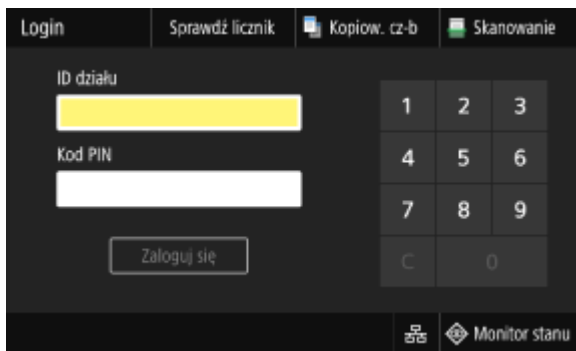 Login
Sprawdź licznik
Kopiow. cz-b
Skanowanie
ID działu
Kod PIN
Zaloguj się
1 2 3
4 5 6
7 8 9
C 0
Monitor stanu